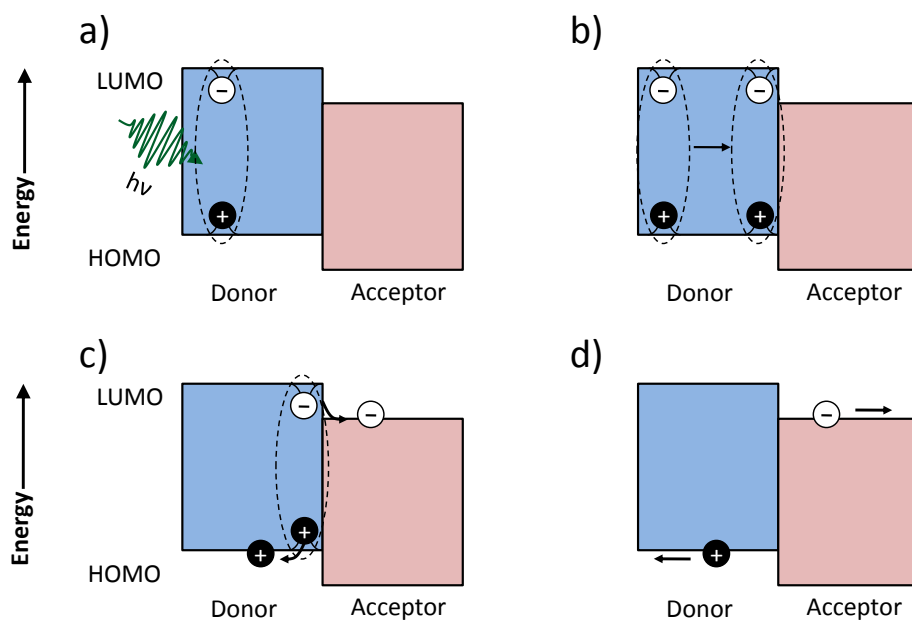 a)
b)
LUMO
−
−
−
Energy
hν
+
+
+
HOMO
Donor
Acceptor
Donor
Acceptor
c)
d)
LUMO
−
−
−
Energy
+
+
+
HOMO
Donor
Acceptor
Donor
Acceptor